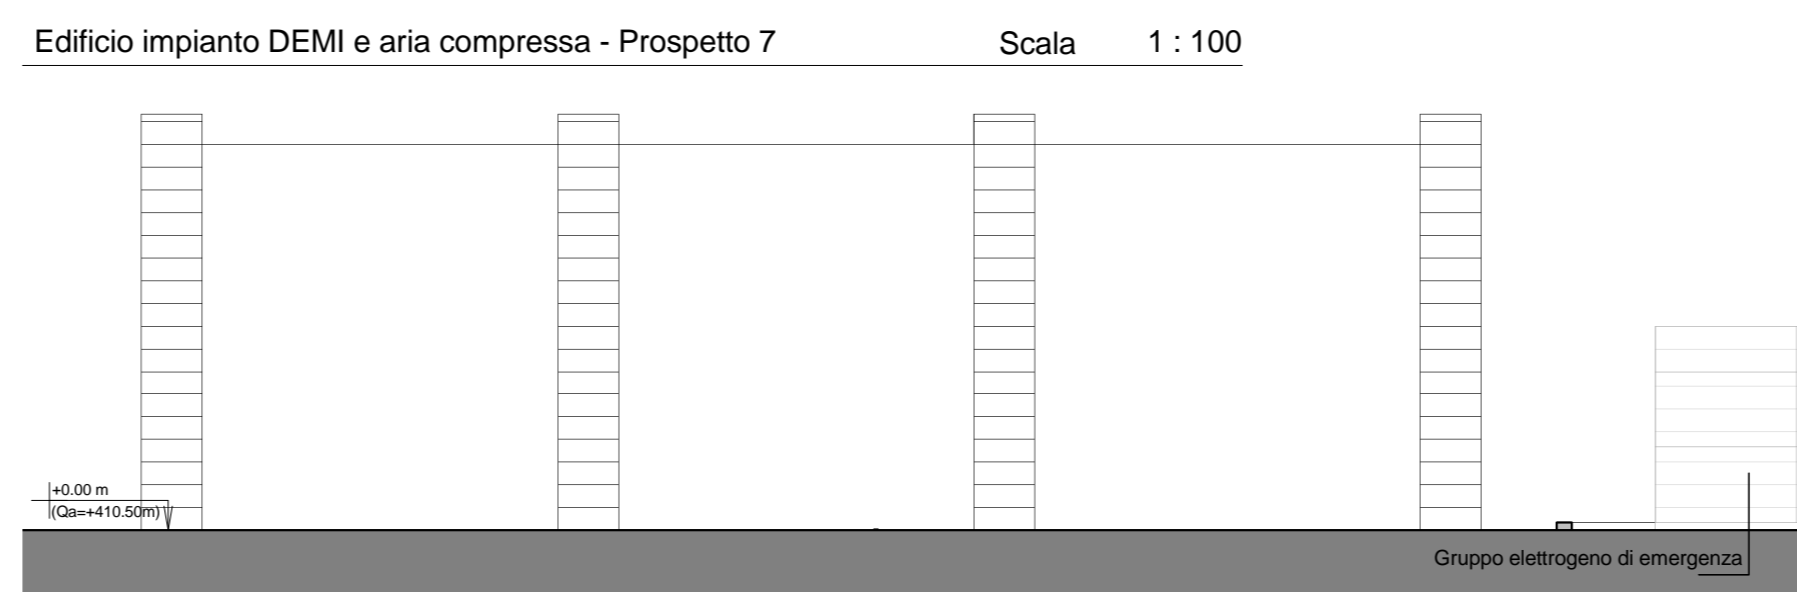 Edificio impianto DEMI e aria compressa - Prospetto 7 Scala 1 : 100
+0.00 m
(Qa=+410.50m)
Gruppo elettrogeno di emergenza